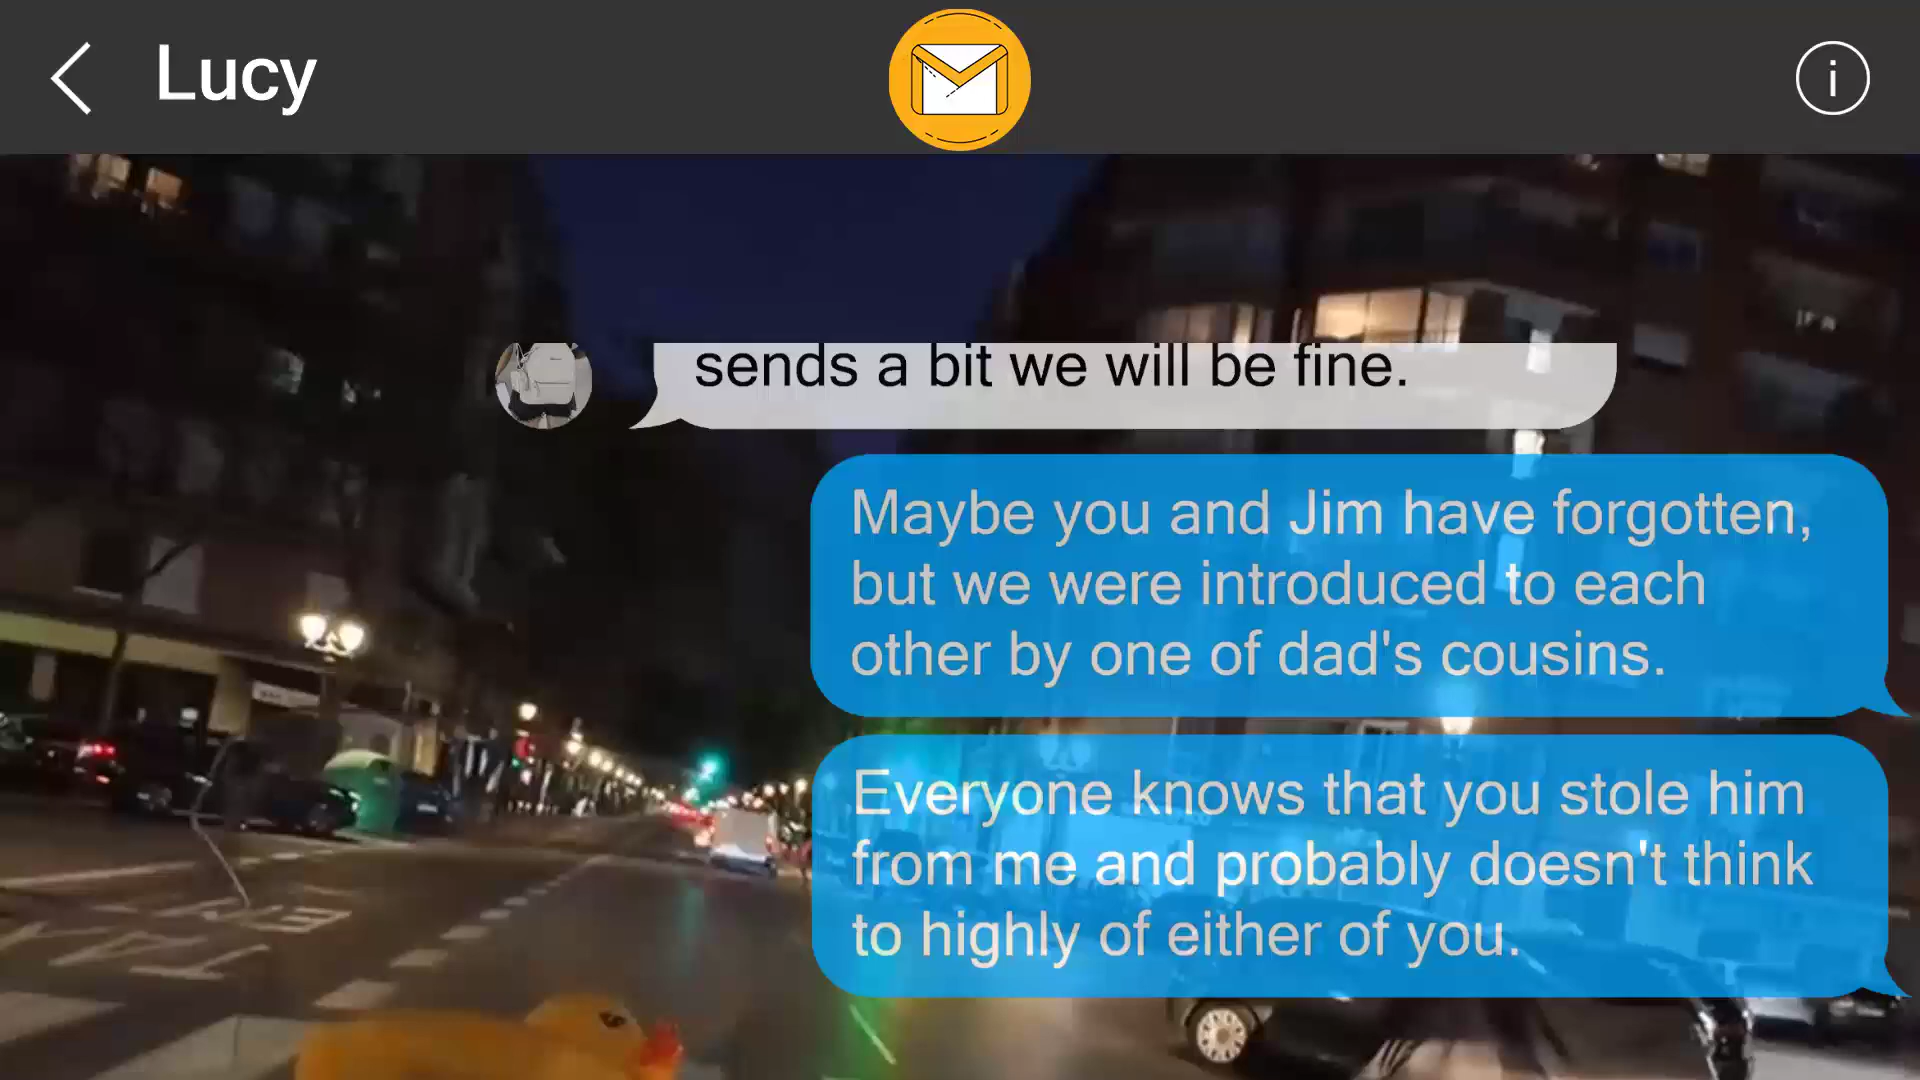 Lucy
sends a bit we will be fine.
Maybe you and Jim have forgotten,
but we were introduced to each
other by one of dad's cousins.
Everyone knows that you stole him
from me and probably doesn't think
to highly of either of you.